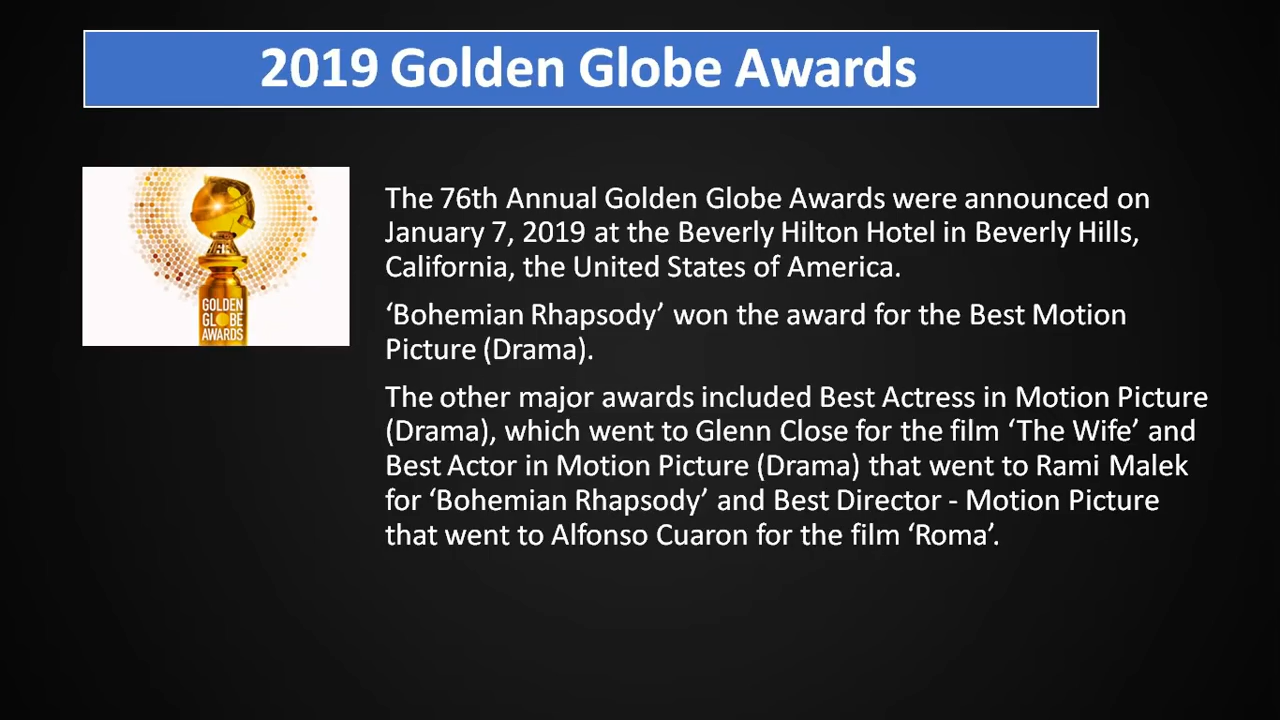 2019 Golden Globe Awards
GOLDEN
GLOBE
AWARDS
The 76th Annual Golden Globe Awards were announced on
January 7, 2019 at the Beverly Hilton Hotel in Beverly Hills,
California, the United States of America.
‘Bohemian Rhapsody’ won the award for the Best Motion
Picture (Drama).
The other major awards included Best Actress in Motion Picture
(Drama), which went to Glenn Close for the film ‘The Wife’ and
Best Actor in Motion Picture (Drama) that went to Rami Malek
for ‘Bohemian Rhapsody’ and Best Director - Motion Picture
that went to Alfonso Cuaron for the film ‘Roma’.